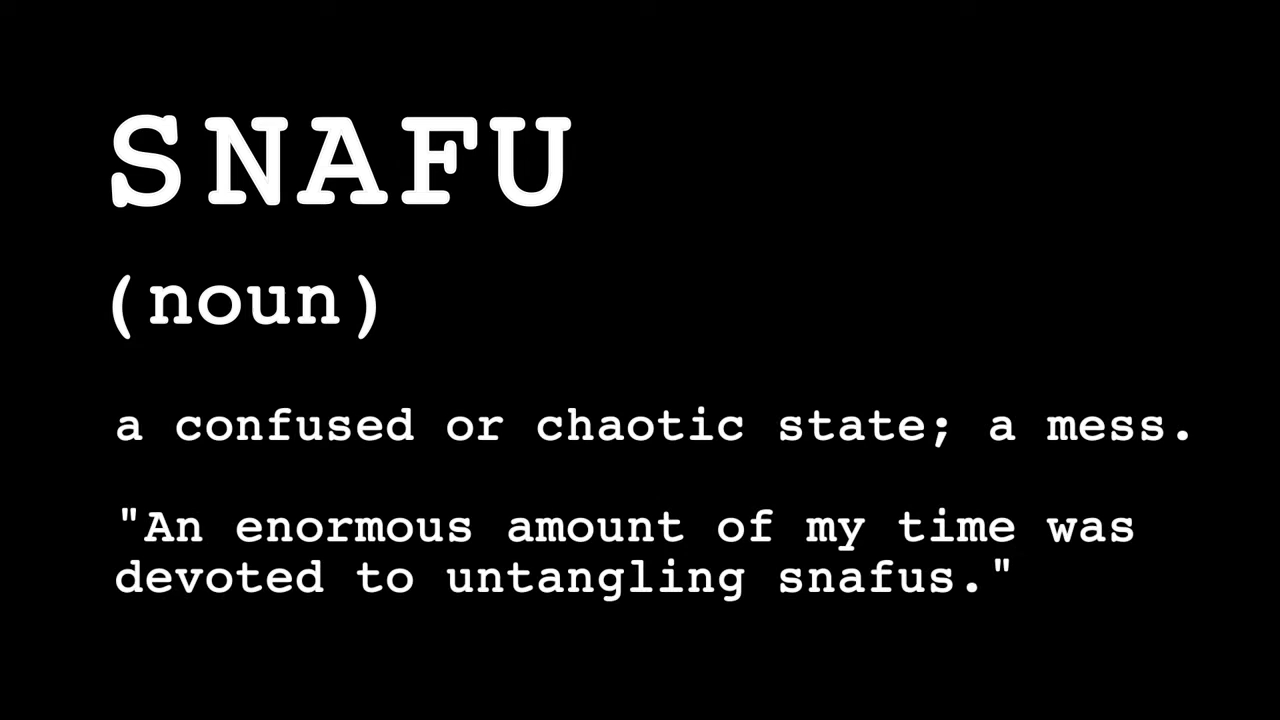 SNAFU
(noun)
a confused or chaotic state; a mess.
"An enormous amount of my time was
devoted to untangling snafus."